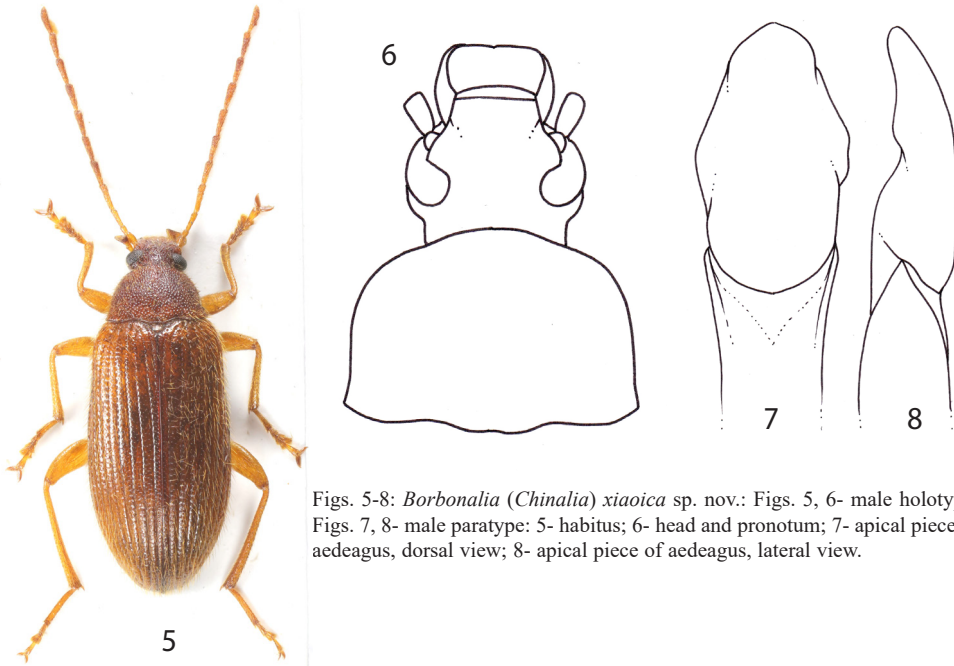 6
7
8
5
Figs. 5-8: Borbonalia (Chinalia) xiaoica sp. nov.: Figs. 5, 6- male holoty
Figs. 7, 8- male paratype: 5- habitus; 6- head and pronotum; 7- apical piece
aedeagus, dorsal view; 8- apical piece of aedeagus, lateral view.